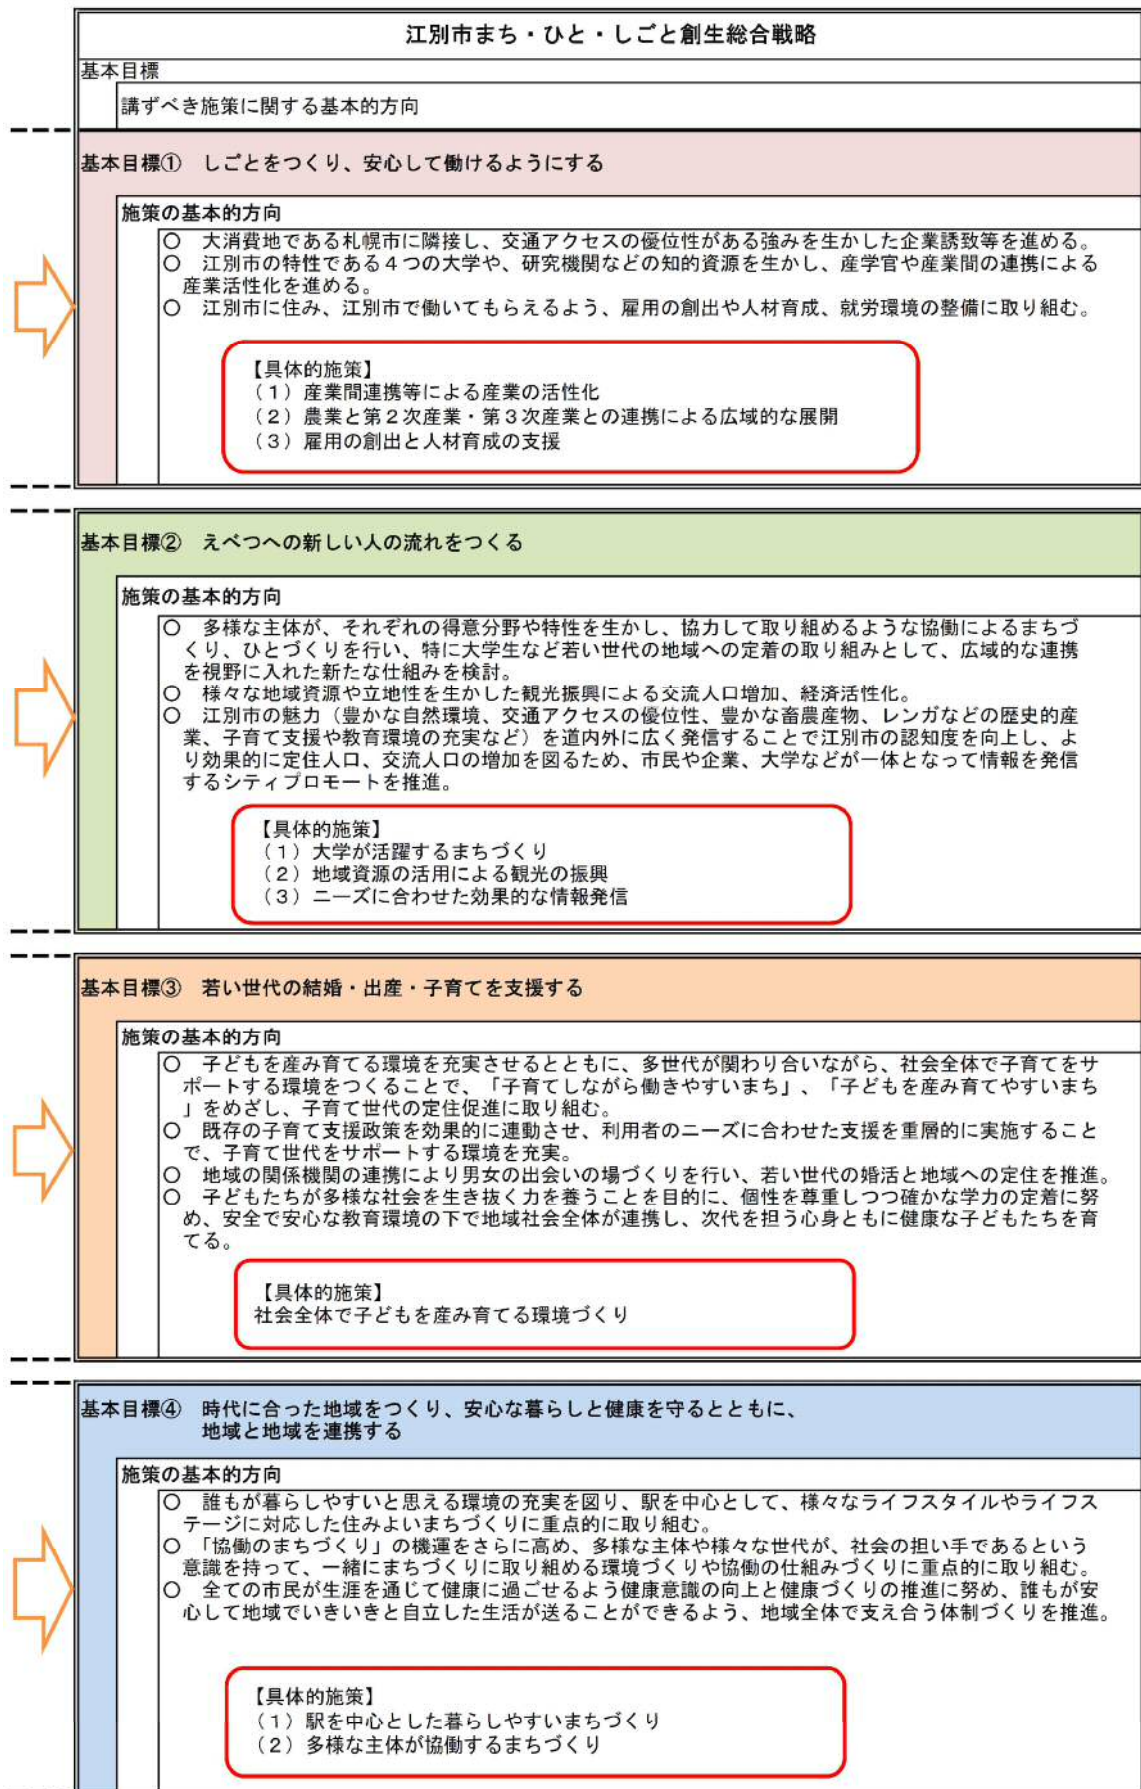 江別市まち・ひと・しごと創生総合戦略
基本目標
講ずべき施策に関する基本的方向
基本目標① しごとをつくり、安心して働けるようにする
施策の基本的方向
○ 大消費地である札幌市に隣接し、交通アクセスの優位性がある強みを生かした企業誘致等を進める。
○ 江別市の特性である４つの大学や、研究機関などの知的資源を生かし、産学官や産業間の連携による
産業活性化を進める。
○ 江別市に住み、江別市で働いてもらえるよう、雇用の創出や人材育成、就労環境の整備に取り組む。
【具体的施策】
（１）産業間連携等による産業の活性化
（２）農業と第２次産業・第３次産業との連携による広域的な展開
（３）雇用の創出と人材育成の支援
基本目標② えべつへの新しい人の流れをつくる
施策の基本的方向
○ 多様な主体が、それぞれの得意分野や特性を生かし、協力して取り組めるような協働によるまちづ
くり、ひとづくりを行い、特に大学生など若い世代の地域への定着の取り組みとして、広域的な連携
を視野に入れた新たな仕組みを検討。
○ 様々な地域資源や立地性を生かした観光振興による交流人口増加、経済活性化。
○ 江別市の魅力（豊かな自然環境、交通アクセスの優位性、豊かな畜農産物、レンガなどの歴史的産
業、子育て支援や教育環境の充実など）を道内外に広く発信することで江別市の認知度を向上し、よ
り効果的に定住人口、交流人口の増加を図るため、市民や企業、大学などが一体となって情報を発信
するシティプロモートを推進。
【具体的施策】
（１）大学が活躍するまちづくり
（２）地域資源の活用による観光の振興
（３）ニーズに合わせた効果的な情報発信
基本目標③ 若い世代の結婚・出産・子育てを支援する
施策の基本的方向
○ 子どもを産み育てる環境を充実させるとともに、多世代が関わり合いながら、社会全体で子育てをサ
ポートする環境をつくることで、「子育てしながら働きやすいまち」、「子どもを産み育てやすいまち
」をめざし、子育て世代の定住促進に取り組む。
○ 既存の子育て支援政策を効果的に連動させ、利用者のニーズに合わせた支援を重層的に実施すること
で、子育て世代をサポートする環境を充実。
○ 地域の関係機関の連携により男女の出会いの場づくりを行い、若い世代の婚活と地域への定住を推進。
○ 子どもたちが多様な社会を生き抜く力を養うことを目的に、個性を尊重しつつ確かな学力の定着に努
め、安全で安心な教育環境の下で地域社会全体が連携し、次代を担う心身ともに健康な子どもたちを育
てる。
【具体的施策】
社会全体で子どもを産み育てる環境づくり
基本目標④ 時代に合った地域をつくり、安心な暮らしと健康を守るとともに、
地域と地域を連携する
施策の基本的方向
○ 誰もが暮らしやすいと思える環境の充実を図り、駅を中心として、様々なライフスタイルやライフス
テージに対応した住みよいまちづくりに重点的に取り組む。
○ 「協働のまちづくり」の機運をさらに高め、多様な主体や様々な世代が、社会の担い手であるという
意識を持って、一緒にまちづくりに取り組める環境づくりや協働の仕組みづくりに重点的に取り組む。
○ 全ての市民が生涯を通じて健康に過ごせるよう健康意識の向上と健康づくりの推進に努め、誰もが安
心して地域でいきいきと自立した生活が送ることができるよう、地域全体で支え合う体制づくりを推進。
【具体的施策】
（１）駅を中心とした暮らしやすいまちづくり
（２）多様な主体が協働するまちづくり